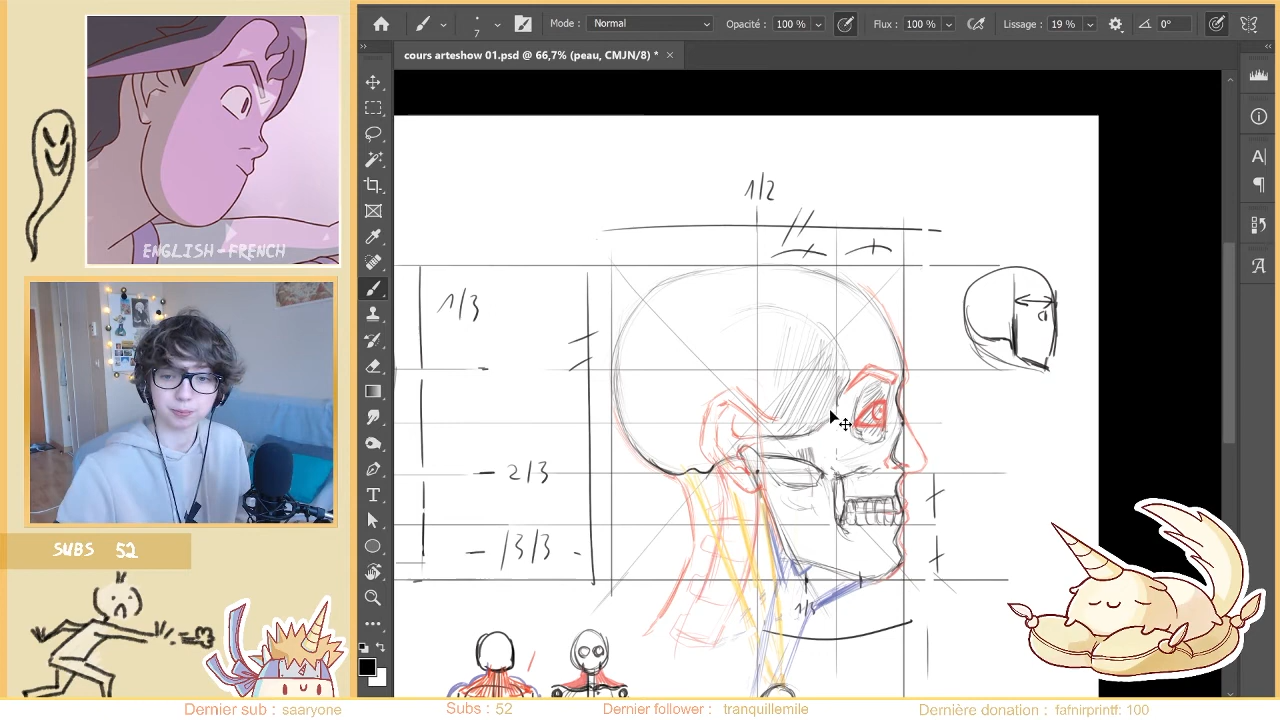 Mode : Normal Opacité : 100 % Flux : 100 % Lissage : 19 % 0°
7
cours arteshow 01.psd @ 66,7% (peau, CMJN/8) *
ENGLISH-FRENCH
1/2
1/3
2/3
3/3
SUBS 52
Dernier sub : saaryone
Subs : 52
Dernier follower : tranquillemile
Dernière donation : fafnirprintf: 100